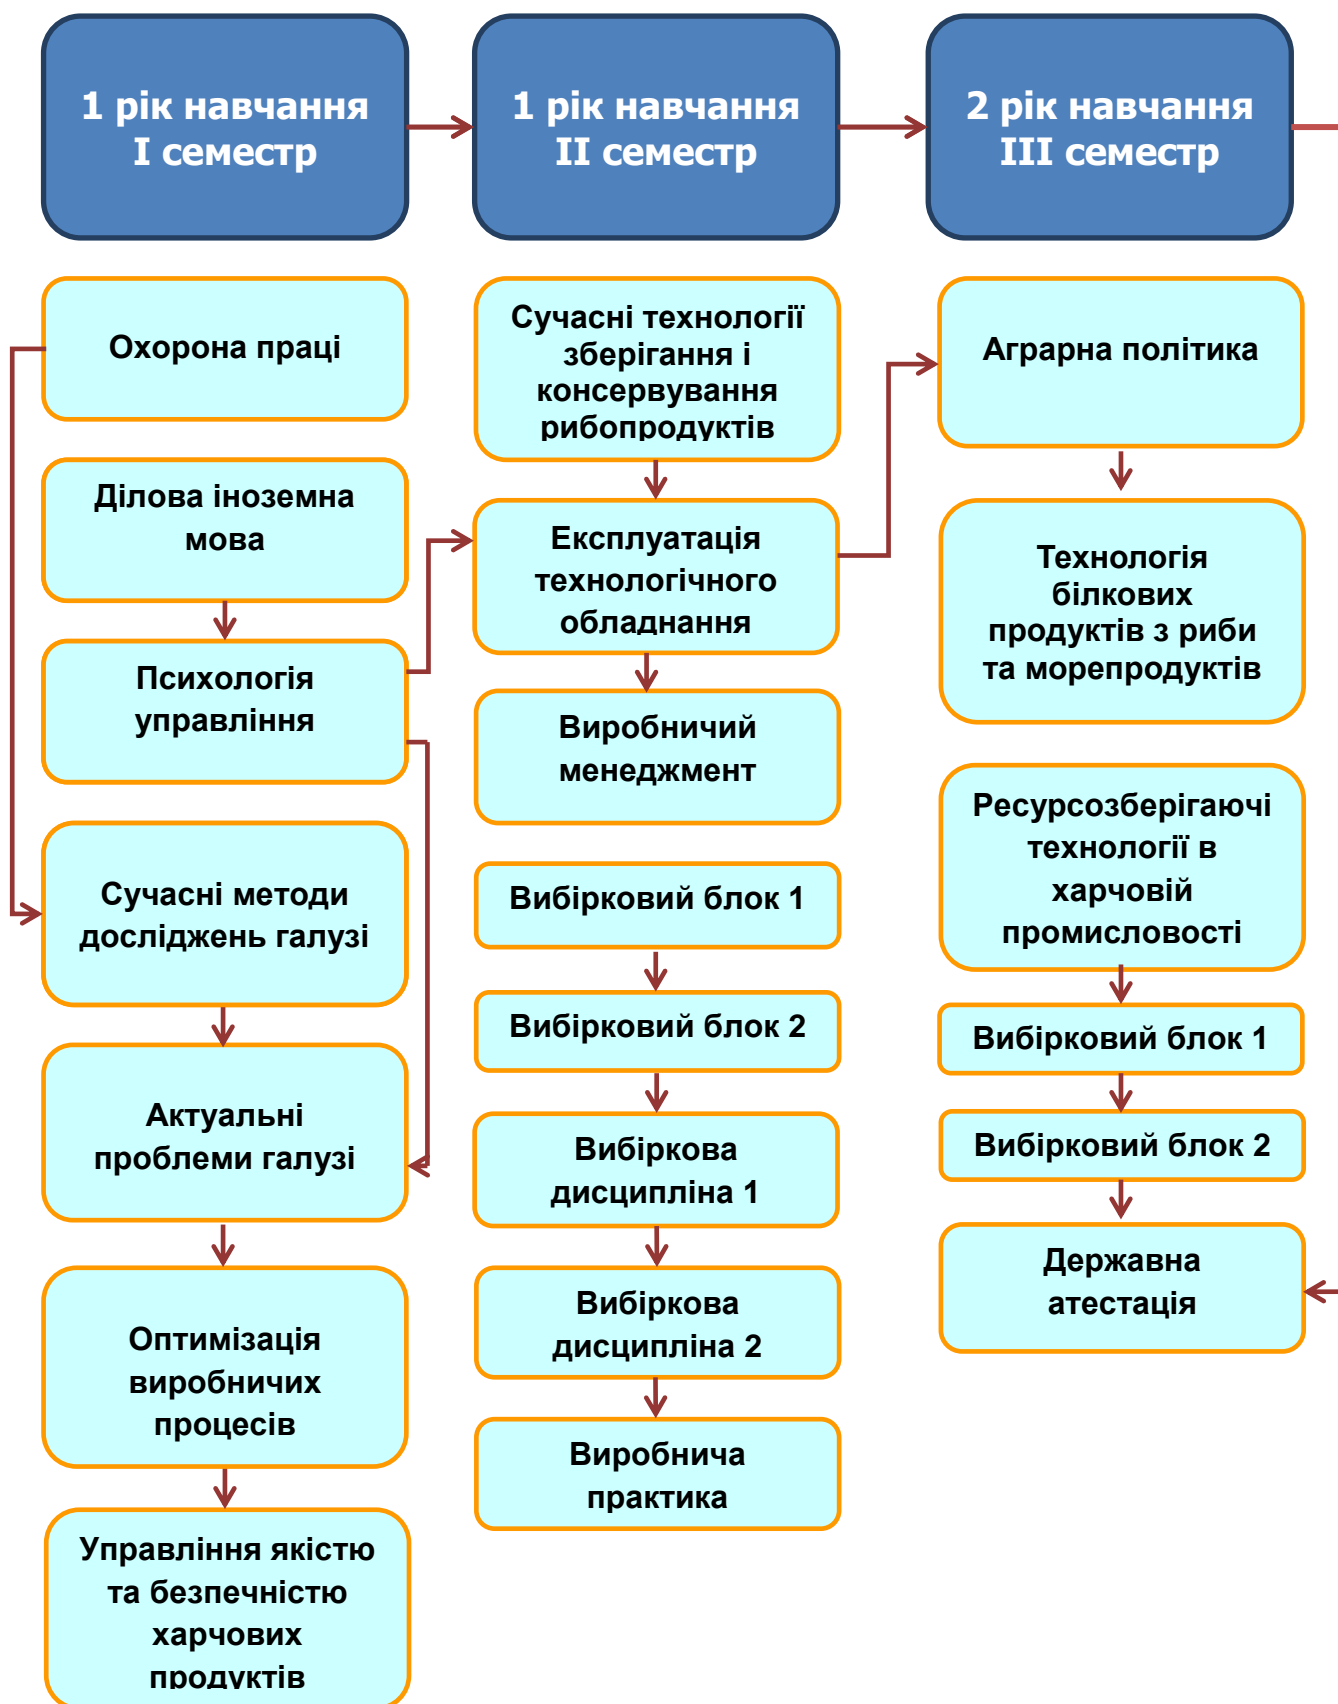 1 рік навчання
І семестр
1 рік навчання
ІІ семестр
2 рік навчання
ІІІ семестр
Охорона праці
Ділова іноземна
мова
Психологія
управління
Сучасні методи
досліджень галузі
Актуальні
проблеми галузі
Оптимізація
виробничих
процесів
Управління якістю
та безпечністю
харчових
продуктів
Сучасні технології
зберігання і
консервування
рибопродуктів
Експлуатація
технологічного
обладнання
Виробничий
менеджмент
Вибірковий блок 1
Вибірковий блок 2
Вибіркова
дисципліна 1
Вибіркова
дисципліна 2
Виробнича
практика
Аграрна політика
Технологія
білкових
продуктів з риби
та морепродуктів
Ресурсозберігаючі
технології в
харчовій
промисловості
Вибірковий блок 1
Вибірковий блок 2
Державна
атестація